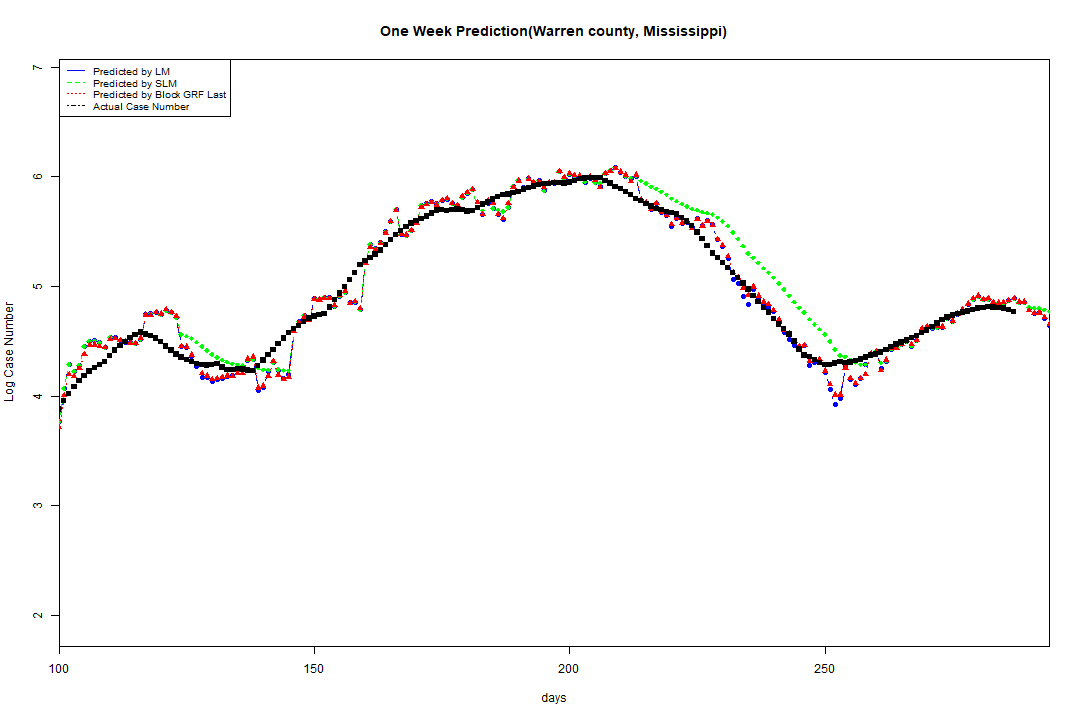 One Week Prediction(Warren county, Mississippi)
Predicted by LM
Predicted by SLM
Predicted by Block GRF Last
Actual Case Number
7
6
5
4
3
2
Log Case Number
100 150 200 250
days